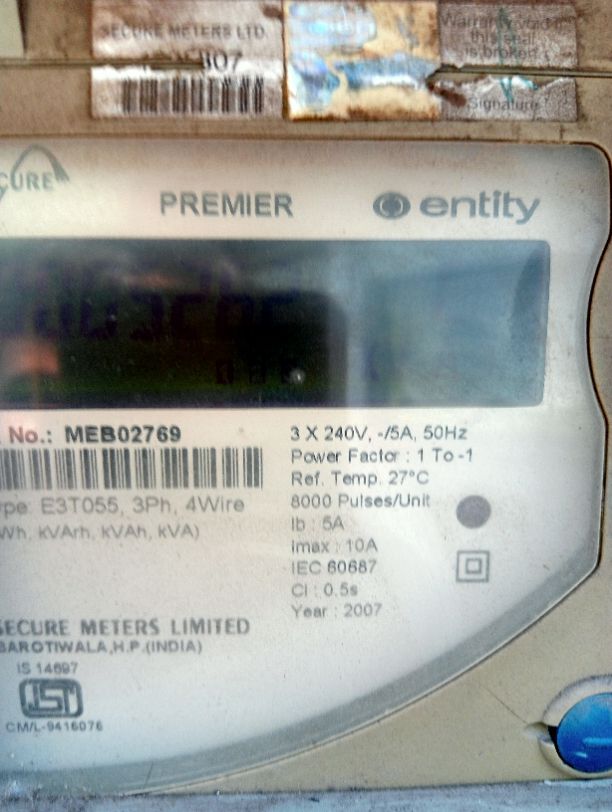 SECURE METERS LTD.
807
Warranty void if
this seal
is broken
Signature
CURE
PREMIER
entity
No.: MEB02769
3 X 240V, -/5A, 50Hz
Power Factor : 1 To -1
Ref. Temp. 27°C
ype: E3T055, 3Ph, 4Wire
8000 Pulses/Unit
Wh, kVArh, kVAh, kVA)
Ib : 5A
Imax : 10A
IEC 60687
Cl : 0.5s
Year : 2007
SECURE METERS LIMITED
BAROTIWALA,H.P.(INDIA)
IS 14697
ISI
CM/L-9416076